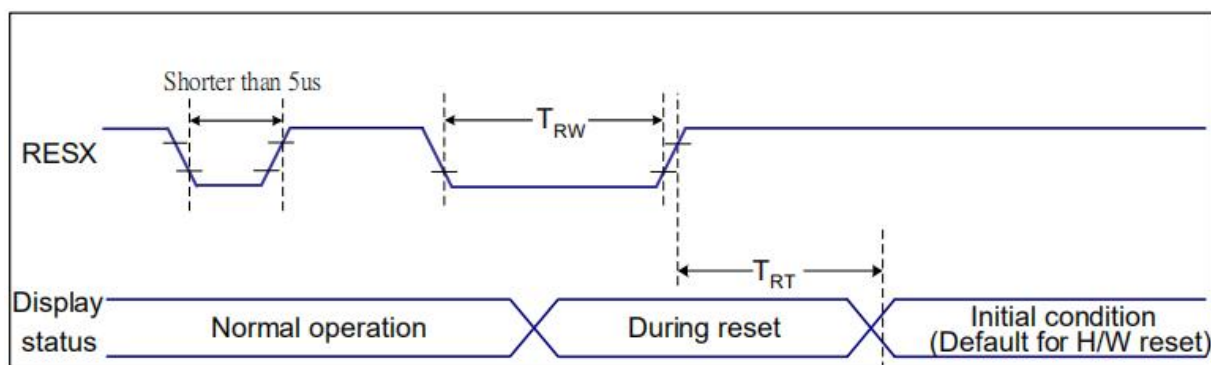 Shorter than 5us
RESX
TRW
TRT
Display
status
Normal operation
During reset
Initial condition
(Default for H/W reset)